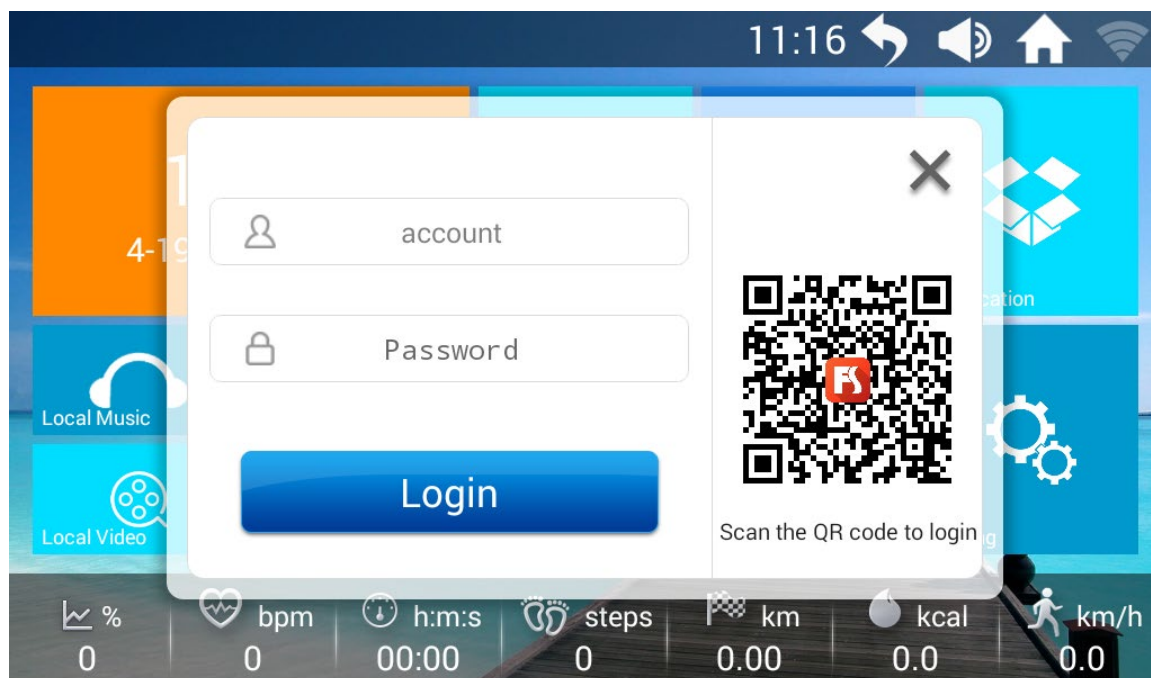 11:16
account
4-19
cation
Password
Local Music
FS
Login
Scan the QR code to login
Local Video
% bpm h:m:s steps km kcal km/h
0 0 00:00 0 0.00 0.0 0.0